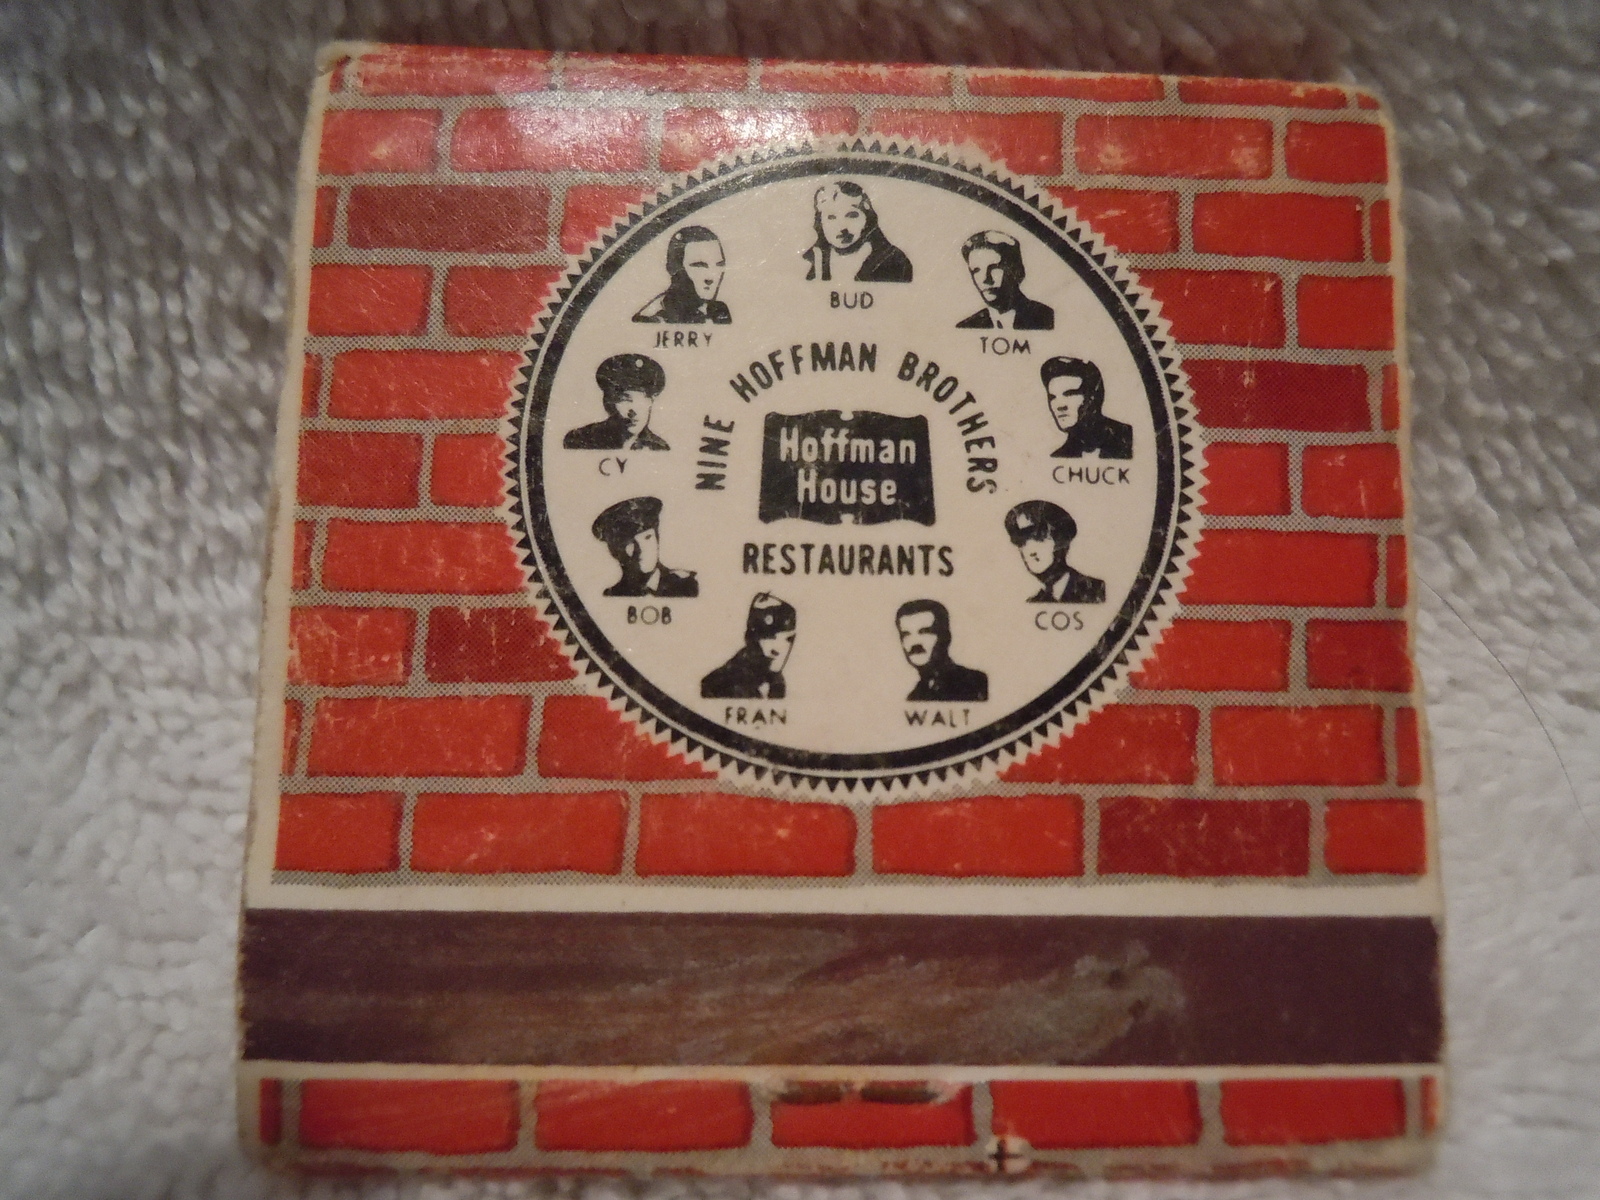 BUD
JERRY
TOM
NINE HOFFMAN BROTHERS
CY
Hoffman
House
CHUCK
RESTAURANTS
BOB
COS
FRAN
WALT